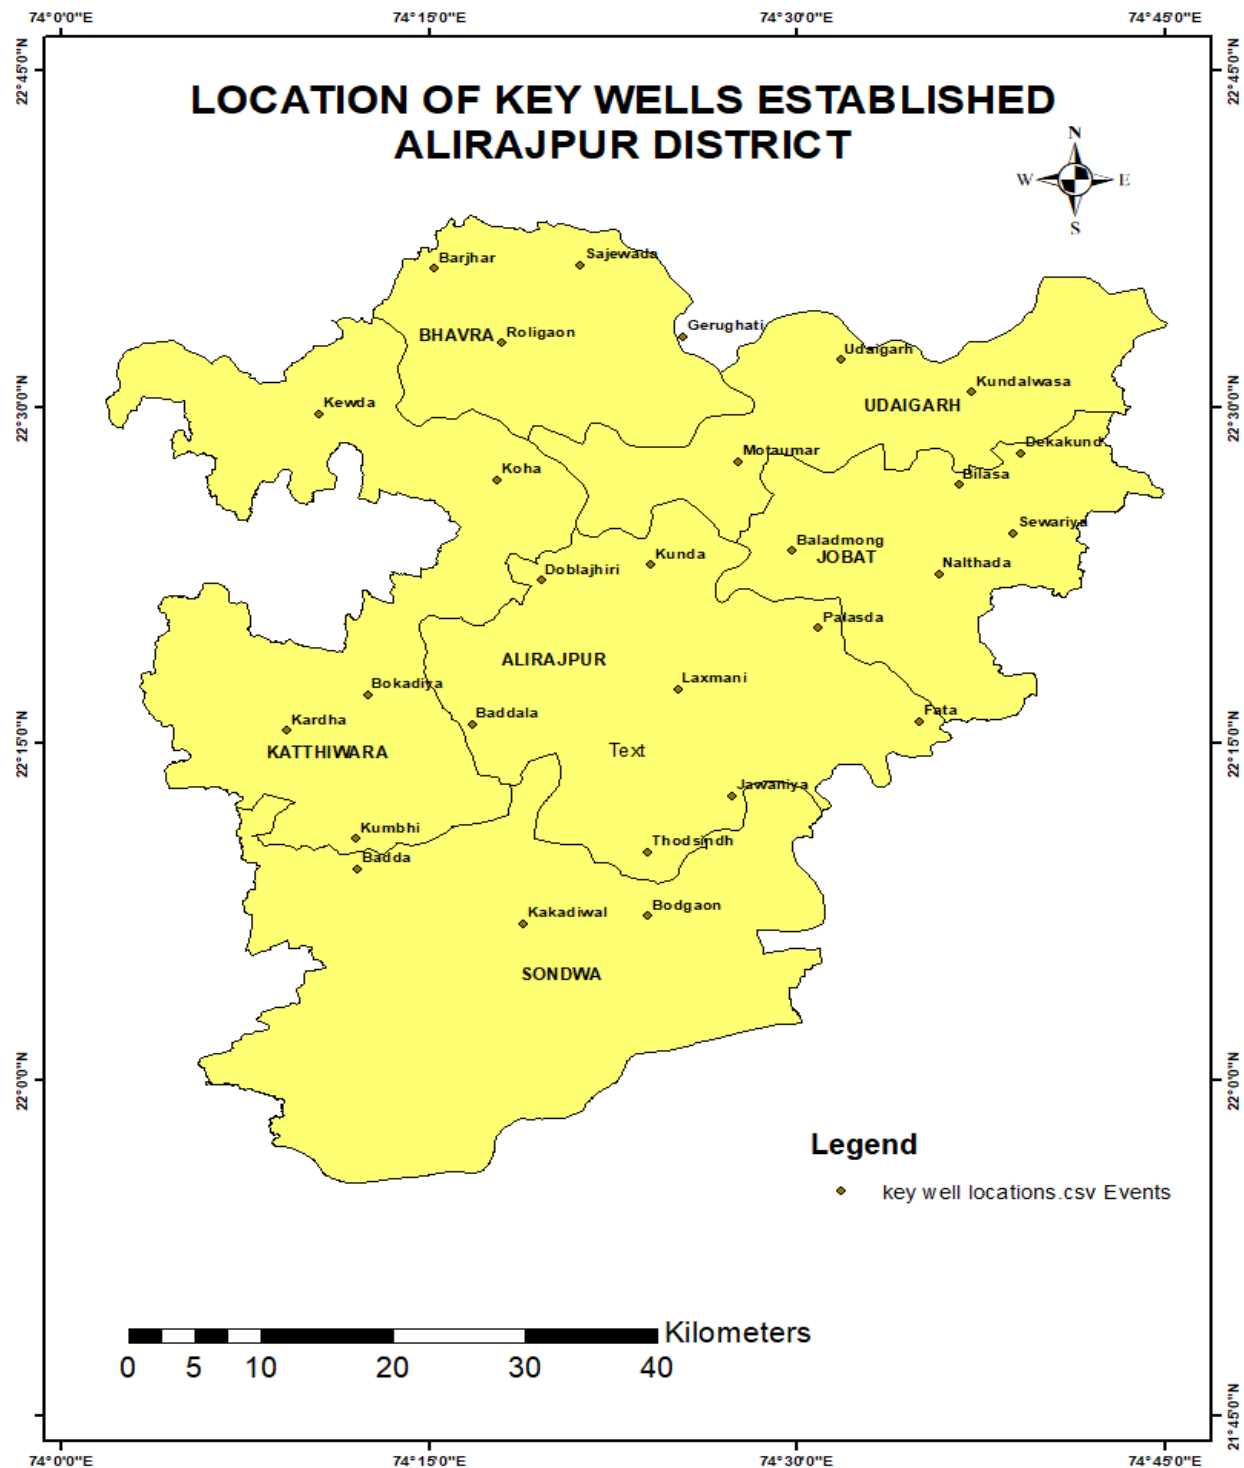 74°0'0"E 74°15'0"E 74°30'0"E 74°45'0"E
22°45'0"N 22°45'0"N
LOCATION OF KEY WELLS ESTABLISHED
ALIRAJPUR DISTRICT
N
W E
S
Barjhar
Sajewada
Gerughati
BHAVRA
Roligaon
Udaigarh
Kundalwasa
Kewda
UDAIGARH
22°30'0"N 22°30'0"N
Dekakund
Motaumar
Koha
Bilasa
Sewariya
Baladmong
JOBAT
Kunda
Nalthada
Doblajhiri
Palasda
ALIRAJPUR
Laxmani
Bokadiya
Fata
Baddala
Kardha
KATTHIWARA
Text
22°15'0"N 22°15'0"N
Jawaniya
Kumbhi
Thodsindh
Badda
Bodgaon
Kakadiwal
SONDWA
22°0'0"N 22°0'0"N
Legend
key well locations.csv Events
Kilometers
0 5 10 20 30 40
21°45'0"N
74°0'0"E 74°15'0"E 74°30'0"E 74°45'0"E